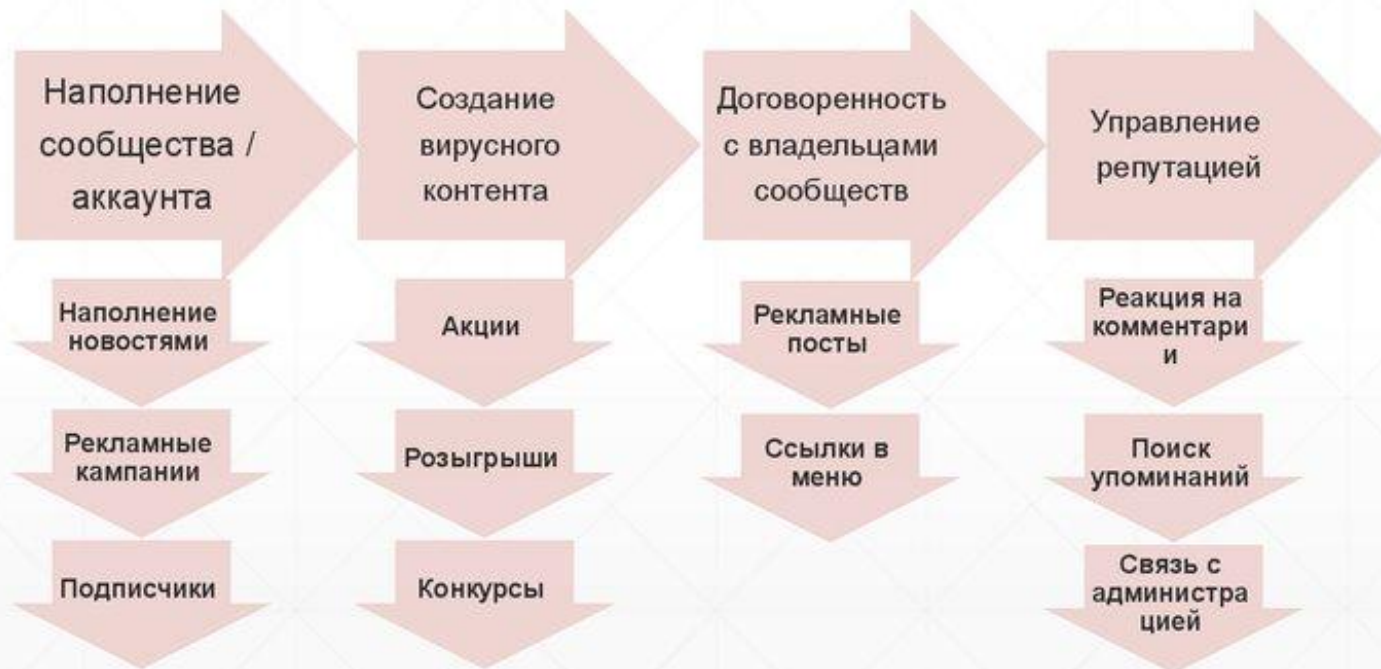 Наполнение
сообщества /
аккаунта
Создание
вирусного
контента
Договоренность
с владельцами
сообществ
Управление
репутацией
Наполнение
новостями
Акции
Рекламные
посты
Реакция на
комментари
и
Рекламные
кампании
Розыгрыши
Ссылки в
меню
Поиск
упоминаний
Подписчики
Конкурсы
Связь с
администра
цией